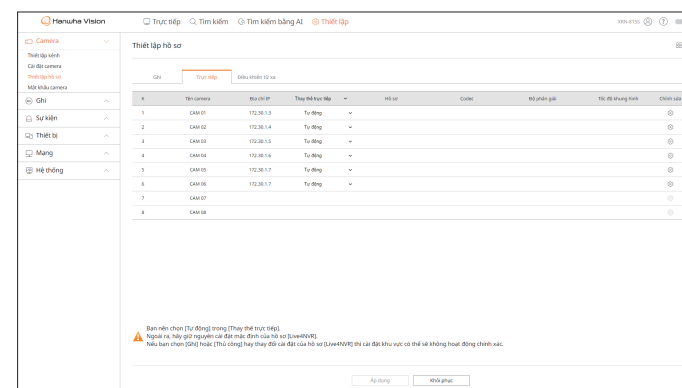 Hanwha Vision
Trực tiếp Tìm kiếm Tìm kiếm bằng AI Thiết lập
Camera
Thiết lập kênh
Cài đặt camera
Thiết lập hồ sơ
Mật khẩu camera
Ghi
Sự kiện
Thiết bị
Mạng
Hệ thống
Thiết lập hồ sơ
Ghi Trực tiếp Điều khiển từ xa
# Tên camera Địa chỉ IP Thay thế trực tiếp Hồ sơ Codec Độ phân giải Tốc độ khung hình Chỉnh sửa
1 CAM 01 172.30.1.3 Tự động
2 CAM 02 172.30.1.4 Tự động
3 CAM 03 172.30.1.5 Tự động
4 CAM 04 172.30.1.6 Tự động
5 CAM 05 172.30.1.7 Tự động
6 CAM 06 172.30.1.7 Tự động
7 CAM 07
8 CAM 08
Bạn nên chọn [Tự động] trong [Thay thế trực tiếp].
Ngoài ra, hãy giữ nguyên cài đặt mặc định của hồ sơ [Live4NVR].
Nếu bạn chọn [Ghi] hoặc [Thủ công] hay thay đổi cài đặt của hồ sơ [Live4NVR] thì cài đặt khu vực có thể sẽ không hoạt động chính xác.
Áp dụng Khôi phục